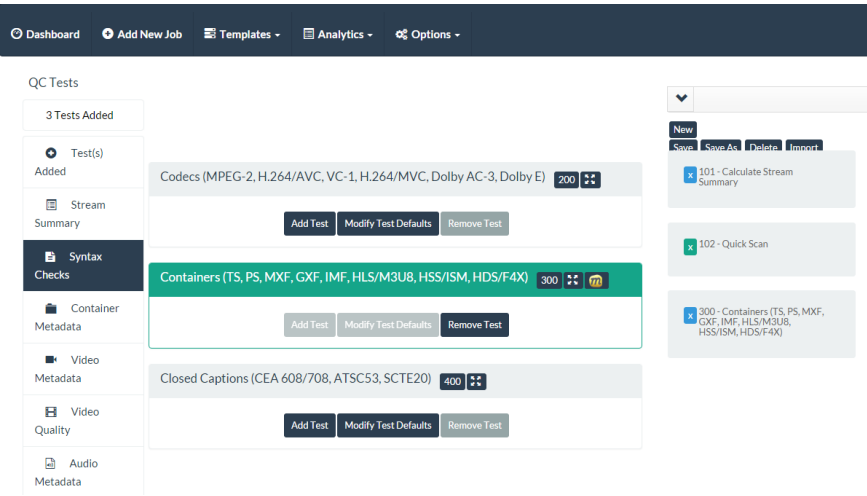 Dashboard Add New Job Templates Analytics Options
QC Tests
3 Tests Added
Test(s)
Added
Stream
Summary
Syntax
Checks
Container
Metadata
Video
Metadata
Video
Quality
Audio
Metadata
Codecs (MPEG-2, H.264/AVC, VC-1, H.264/MVC, Dolby AC-3, Dolby E) 200
Add Test Modify Test Defaults Remove Test
Containers (TS, PS, MXF, GXF, IMF, HLS/M3U8, HSS/ISM, HDS/F4X) 300 m
Add Test Modify Test Defaults Remove Test
Closed Captions (CEA 608/708, ATSC53, SCTE20) 400
Add Test Modify Test Defaults Remove Test
New
Save Save As Delete Import
x 101 - Calculate Stream
Summary
x 102 - Quick Scan
x 300 - Containers (TS, PS, MXF,
GXF, IMF, HLS/M3U8,
HSS/ISM, HDS/F4X)